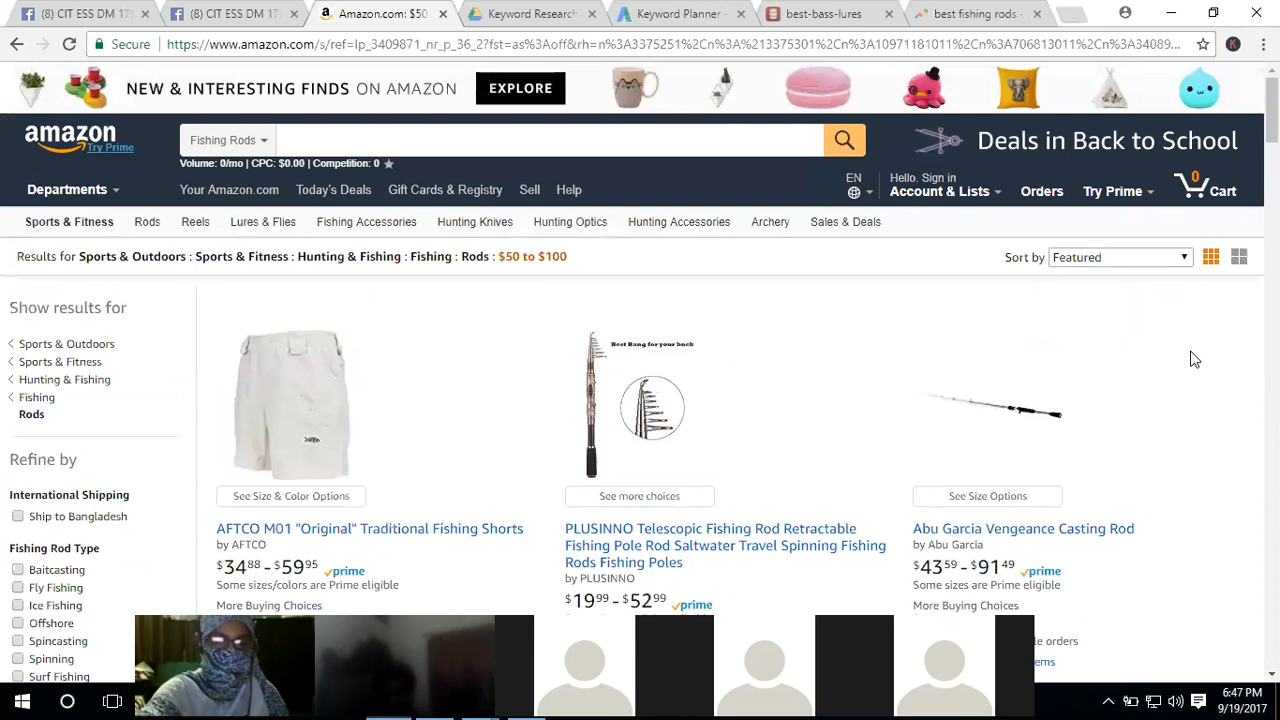 (8) CIT ESS DM 17
(8) CIT ESS DM 17
Amazon.com: $50
Keyword Research
Keyword Planner –
best-bass-lures
best fishing rods -
Secure
https://www.amazon.com/s/ref=lp_3409871_nr_p_36_2?fst=as%3Aoff&rh=n%3A3375251%2Cn%3A%213375301%2Cn%3A10971181011%2Cn%3A706813011%2Cn%3A34089...
NEW & INTERESTING FINDS ON AMAZON EXPLORE
amazon
Try Prime
Fishing Rods
Deals in Back to School
Volume: 0/mo | CPC: $0.00 | Competition: 0
Departments
Your Amazon.com Today's Deals Gift Cards & Registry Sell Help
EN
Hello. Sign in
Account & Lists
Orders
Try Prime
0
Cart
Sports & Fitness Rods Reels Lures & Flies Fishing Accessories Hunting Knives Hunting Optics Hunting Accessories Archery Sales & Deals
Results for Sports & Outdoors : Sports & Fitness : Hunting & Fishing : Fishing : Rods : $50 to $100
Sort by Featured
Show results for
Sports & Outdoors
Sports & Fitness
Hunting & Fishing
Fishing
Rods
Refine by
International Shipping
Ship to Bangladesh
Fishing Rod Type
Baitcasting
Fly Fishing
Ice Fishing
Offshore
Spincasting
Spinning
Surf Fishing
See Size & Color Options
AFTCO M01 "Original" Traditional Fishing Shorts
by AFTCO
$34.88 - $59.95 prime
Some sizes/colors are Prime eligible
More Buying Choices
Best Bang for your buck
See more choices
PLUSINNO Telescopic Fishing Rod Retractable
Fishing Pole Rod Saltwater Travel Spinning Fishing
Rods Fishing Poles
by PLUSINNO
$19.99 - $52.99 prime
See Size Options
Abu Garcia Vengeance Casting Rod
by Abu Garcia
$43.59 - $91.49 prime
Some sizes are Prime eligible
More Buying Choices
orders
6:47 PM
9/19/2017